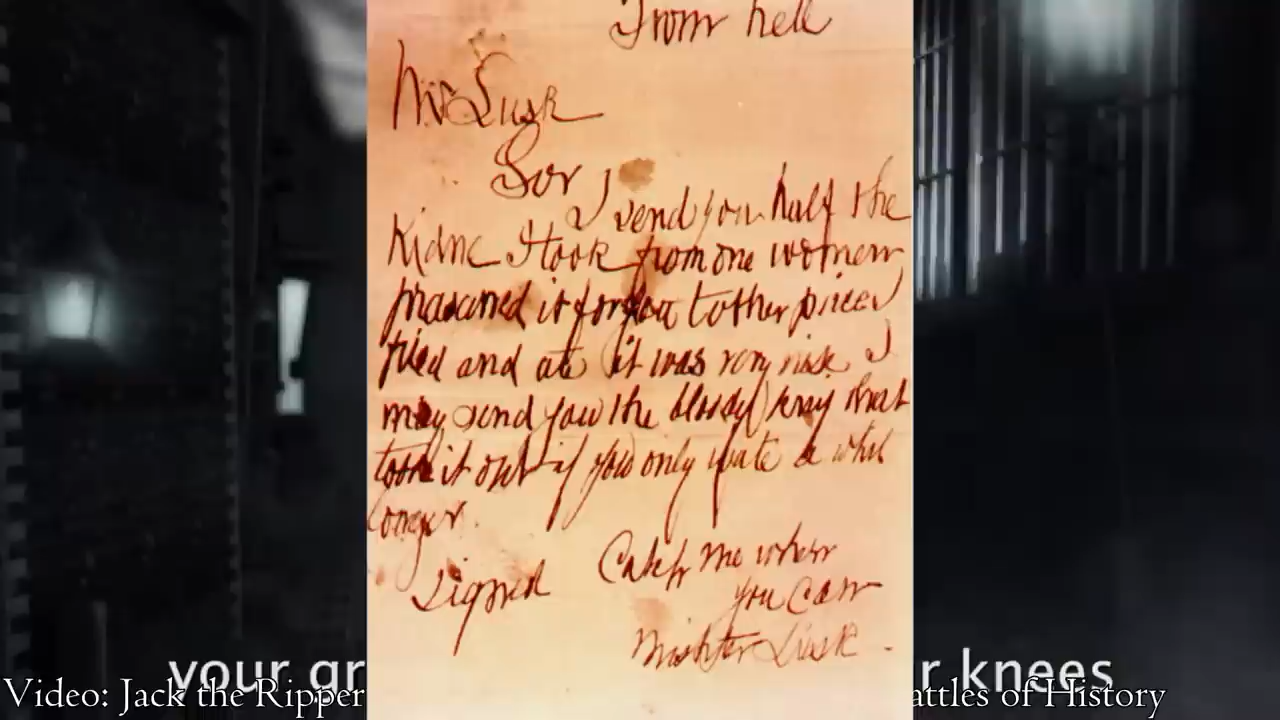 From hell
Mr Lusk
Sor
I send you half the
Kidne I took from one women
prasarved it for you tother piece I
fried and ate it was very nise I
may send you the bloody knif that
took it out if you only wate a whil
longer.
Signed Catch me when
you Can
Mishter Lusk.
your gr r knees
Video: Jack the Ripper attles of History